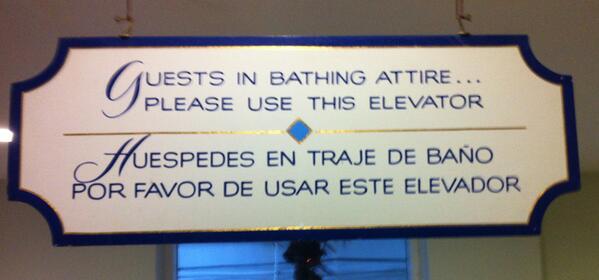 GUESTS IN BATHING ATTIRE...
PLEASE USE THIS ELEVATOR
HUESPEDES EN TRAJE DE BAÑO
POR FAVOR DE USAR ESTE ELEVADOR